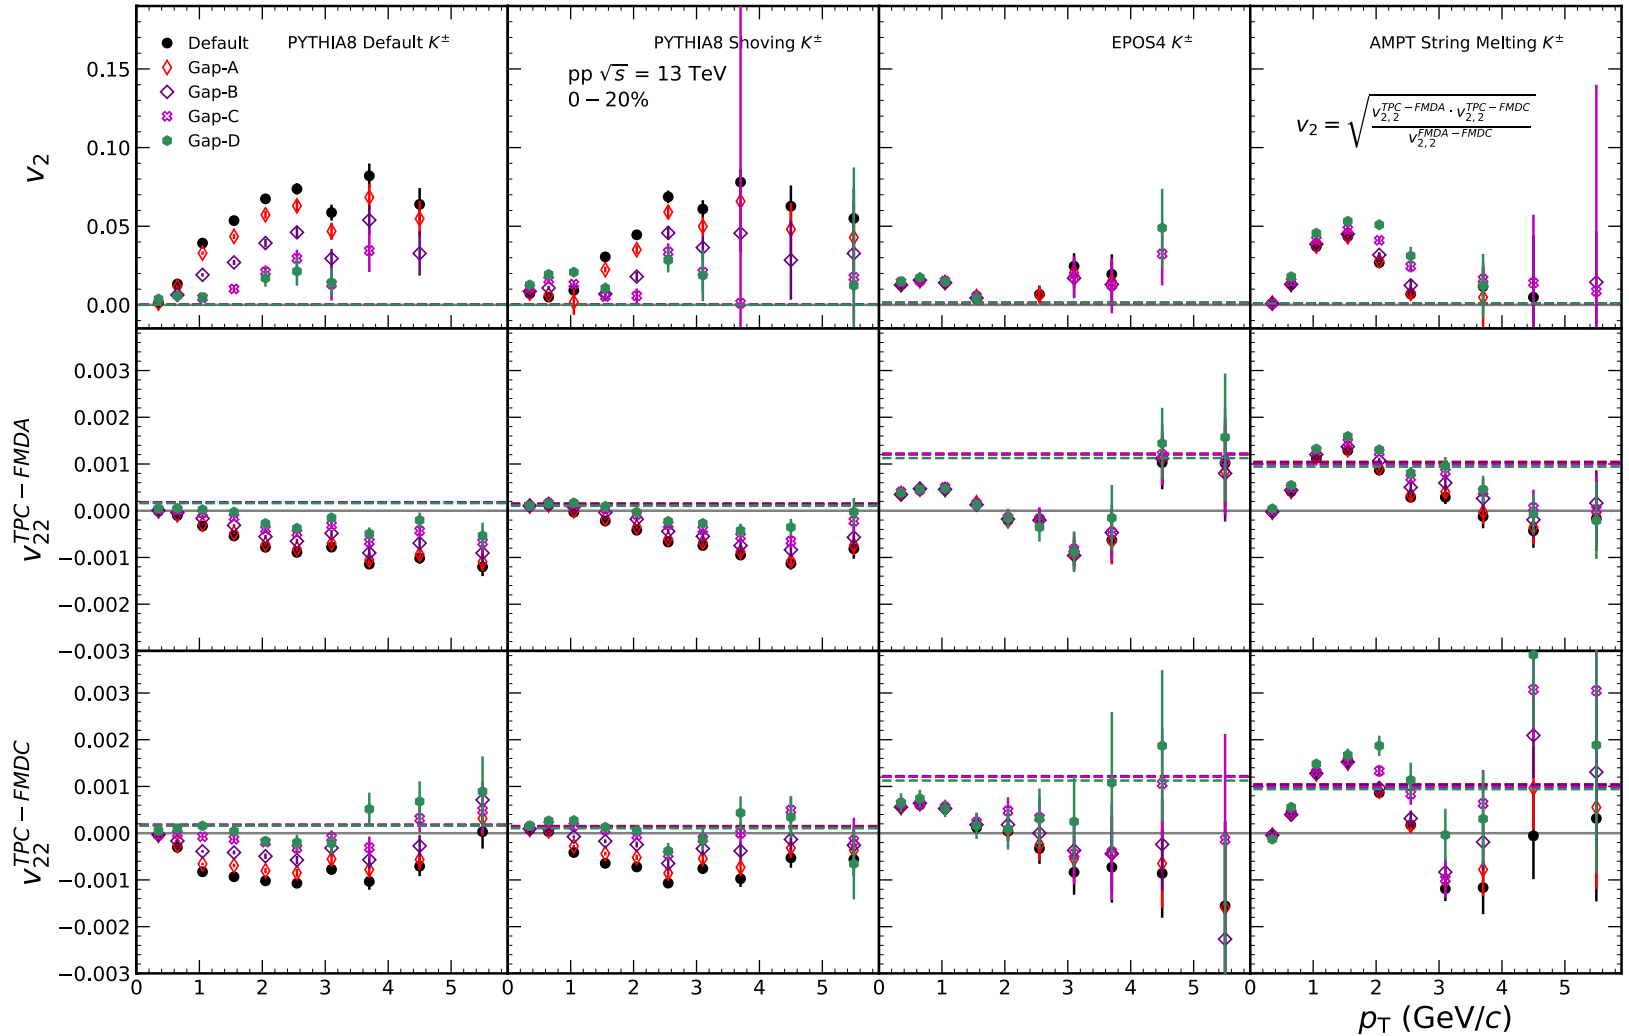 PYTHIA8 Default K±
PYTHIA8 Shoving K±
EPOS4 K±
AMPT String Melting K±
Default
Gap-A
Gap-B
Gap-C
Gap-D
pp √s = 13 TeV
0 − 20%
v₂ = √(v₂,₂^TPC−FMDA · v₂,₂^TPC−FMDC / v₂,₂^FMDA−FMDC)
v₂
0.15
0.10
0.05
0.00
v₂₂^TPC−FMDA
0.003
0.002
0.001
0.000
−0.001
−0.002
−0.003
v₂₂^TPC−FMDC
0.003
0.002
0.001
0.000
−0.001
−0.002
−0.003
0 1 2 3 4 5 0 1 2 3 4 5 0 1 2 3 4 5 0 1 2 3 4 5
p_T (GeV/c)